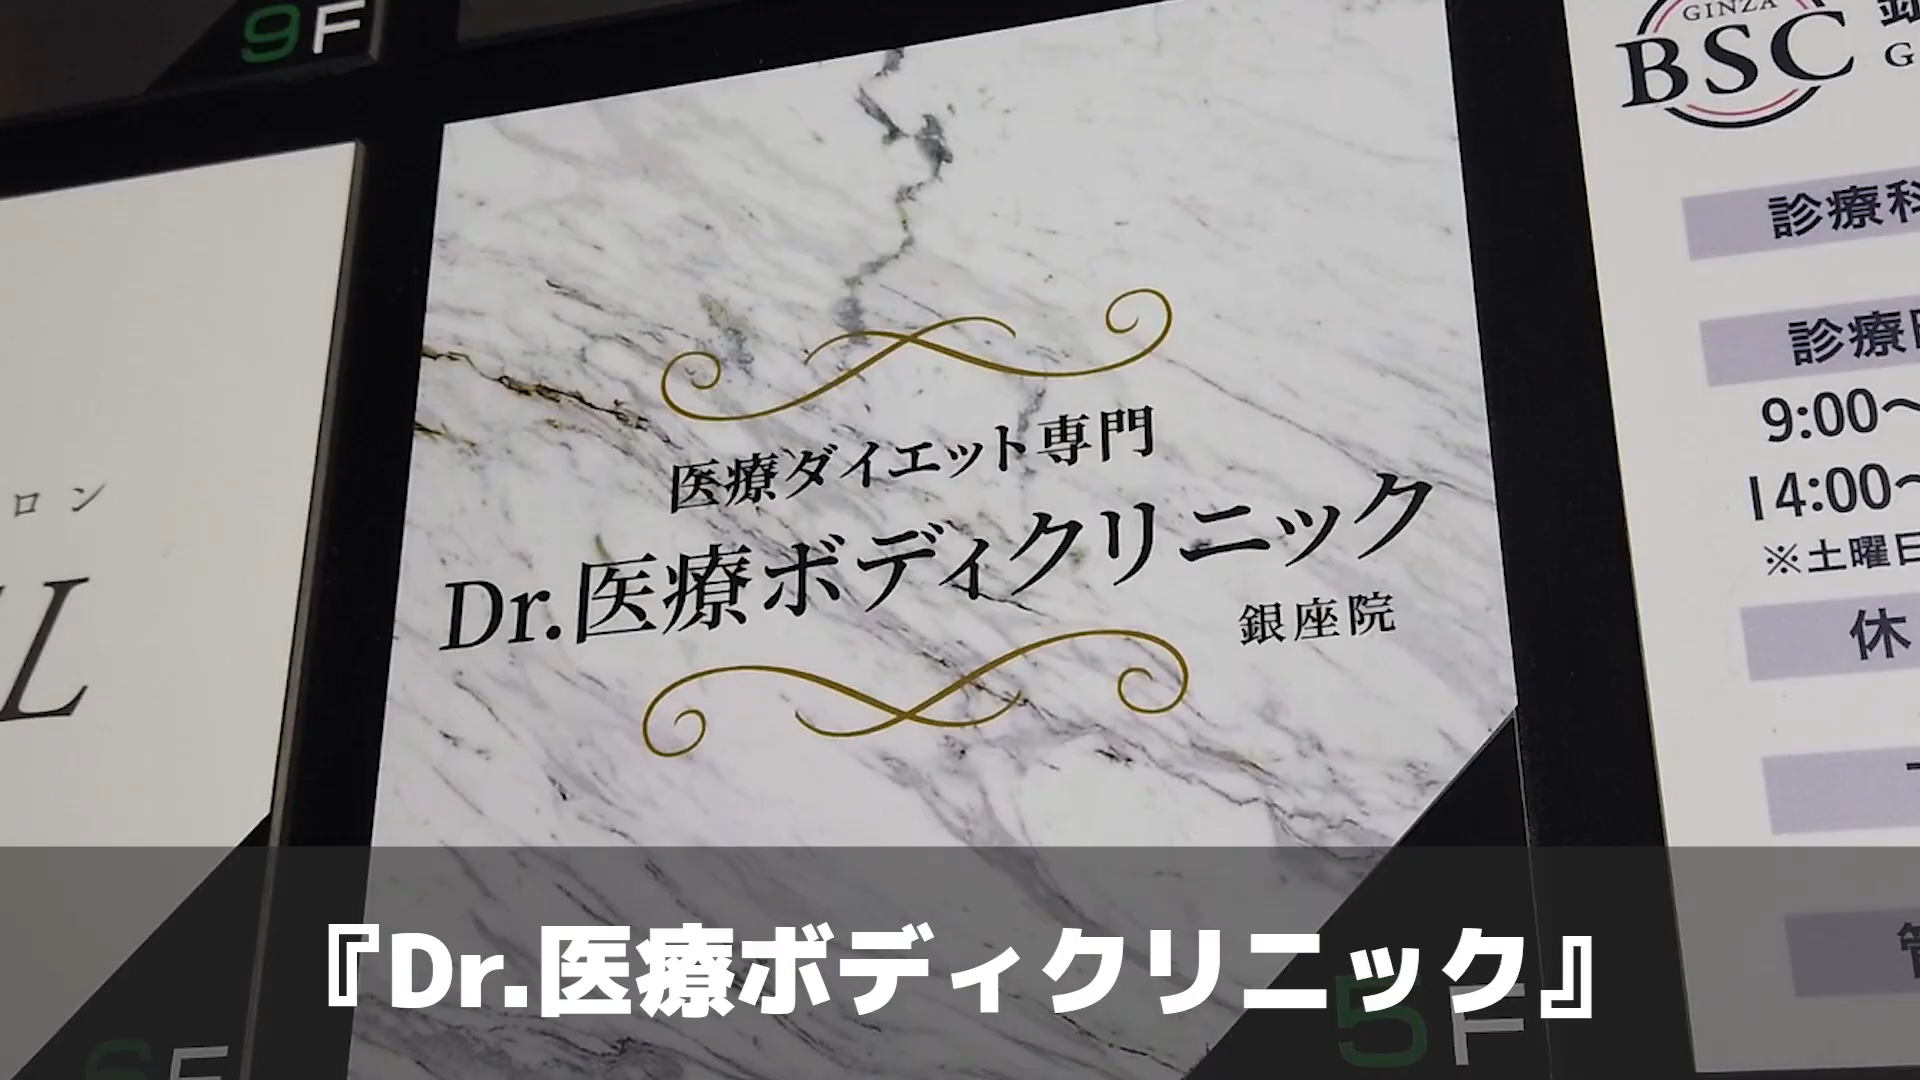 9F
ロン
L
医療ダイエット専門
Dr.医療ボディクリニック
銀座院
GINZA
BSC
G
診療科
診療日
9:00〜
14:00〜
※土曜日
休
『Dr.医療ボディクリニック』
6F
5F